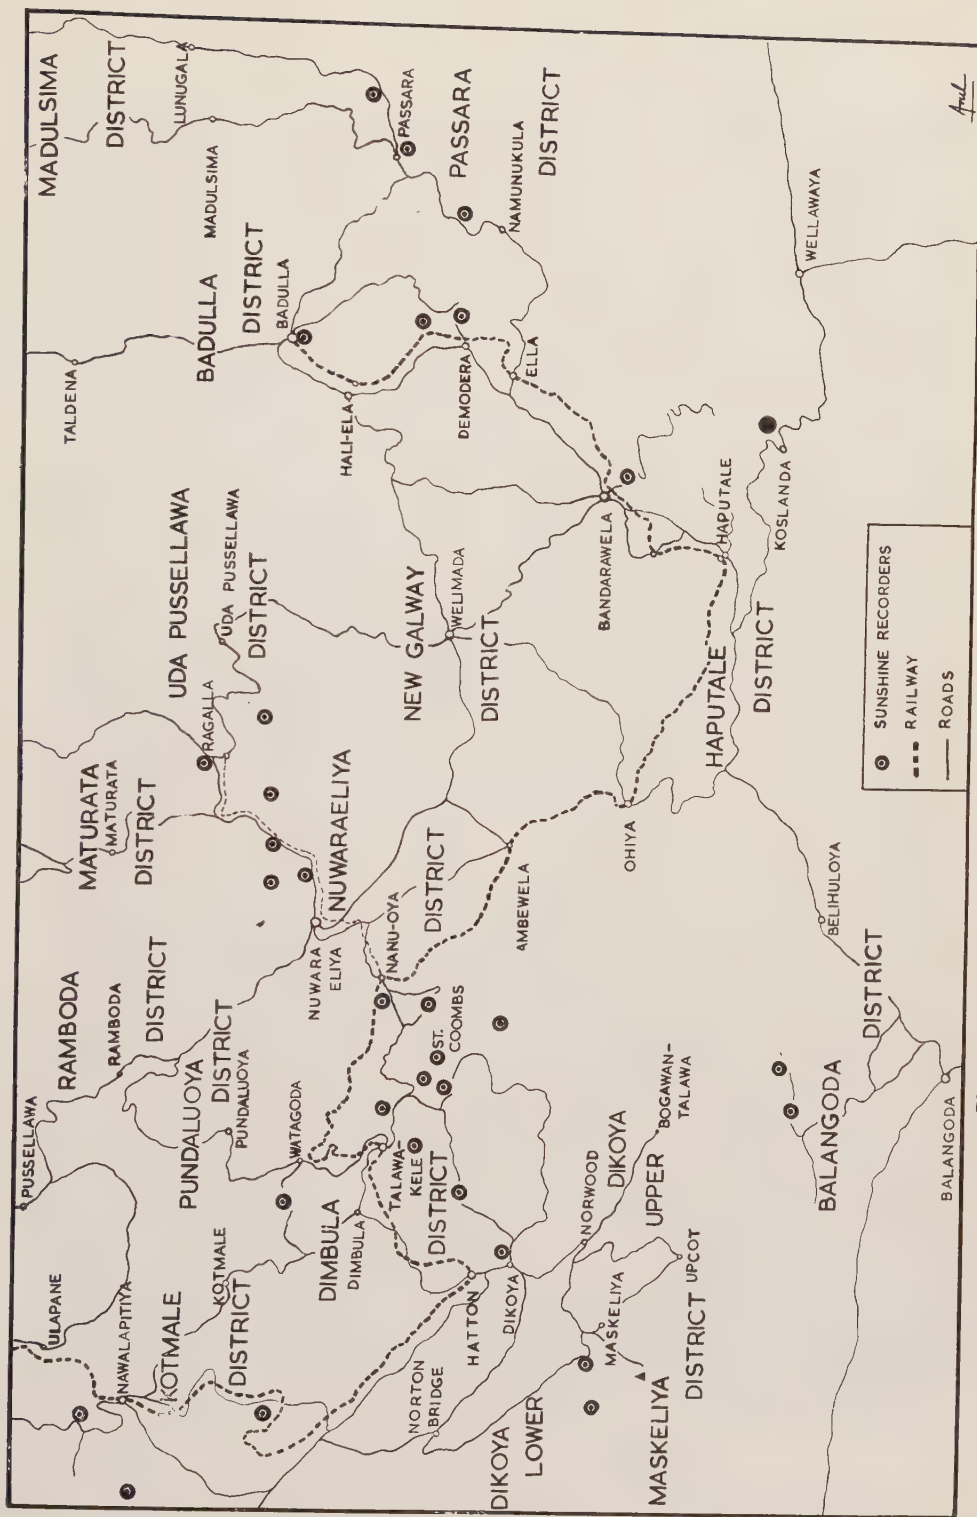 ULAPANE
PUSSELLAWA
NAWALAPITIYA
KOTMALE
DISTRICT
KOTMALE
RAMBODA
RAMBODA
DISTRICT
PUNDALUOYA
DISTRICT
PUNDALUOYA
WATAGODA
DIMBULA
DIMBULA
DISTRICT
TALAWA-
KELE
ST.
COOMBS
HATTON
DIKOYA
NORTON
BRIDGE
DIKOYA
LOWER
MASKELIYA
DISTRICT
MASKELIYA
UPCOT
NORWOOD
DIKOYA
UPPER
BOGAWAN-
TALAWA
MATURATA
MATURATA
DISTRICT
NUWARAELIYA
DISTRICT
NUWARA
ELIYA
NANU-OYA
AMBEWELA
OHIYA
UDA PUSSELLAWA
RAGALLA
UDA PUSSELLAWA
DISTRICT
NEW GALWAY
DISTRICT
WELIMADA
TALDENA
BADULLA
DISTRICT
BADULLA
HALI-ELA
DEMODERA
ELLA
BANDARAWELA
HAPUTALE
HAPUTALE
DISTRICT
KOSLANDA
WELLAWAYA
MADULSIMA
DISTRICT
LUNUGALA
MADULSIMA
PASSARA
PASSARA
DISTRICT
NAMUNUKULA
BELIHULOYA
BALANGODA
DISTRICT
BALANGODA
SUNSHINE RECORDERS
RAILWAY
ROADS